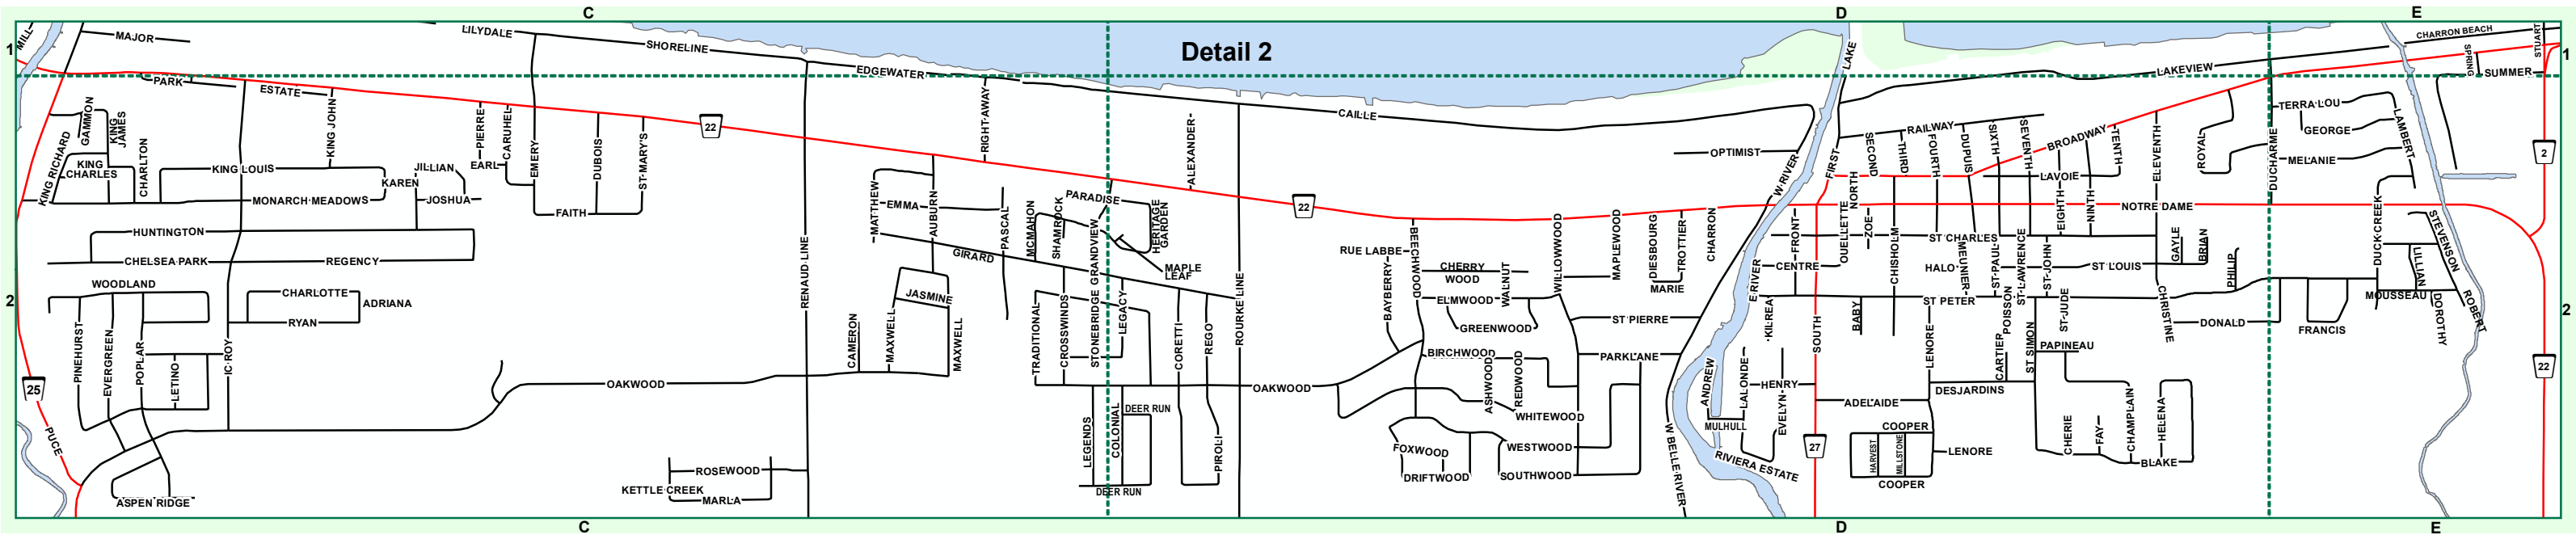 C
D
E
1
MILL
MAJOR
LILYDALE
SHORELINE
Detail 2
EDGEWATER
LAKE
CHARRON BEACH
STUART
SPRING
LAKEVIEW
SUMMER
1
PARK
ESTATE
GAMMON
KING JAMES
KING RICHARD
KING CHARLES
CHARLTON
KING JOHN
KING LOUIS
MONARCH MEADOWS
KAREN
JILLIAN
JOSHUA
EARL
PIERRE
CARUHEL
EMERY
DUBOIS
ST-MARY'S
FAITH
22
HUNTINGTON
CHELSEA PARK
REGENCY
WOODLAND
CHARLOTTE
ADRIANA
RYAN
2
PINEHURST
EVERGREEN
POPLAR
LETINO
IC-ROY
25
PUCE
ASPEN RIDGE
OAKWOOD
RENAUD LINE
ROSEWOOD
KETTLE CREEK
MARLA
RIGHT-AWAY
ALEXANDER
CAILLE
MATTHEW
EMMA
AUBURN
PASCAL
GIRARD
JASMINE
CAMERON
MAXWELL
MAXWELL
MCMAHON
SHAMROCK
PARADISE
GRANDVIEW
HERITAGE GARDEN
MAPLE LEAF
TRADITIONAL
CROSSWINDS
STONEBRIDGE
LEGACY
CORETTI
REGO
ROURKE LINE
LEGENDS
COLONIAL
DEER RUN
DEER RUN
PIROLI
OAKWOOD
22
RUE LABBE
BEECHWOOD
BAYBERRY
CHERRY WOOD
WALNUT
ELMWOOD
GREENWOOD
BIRCHWOOD
ASHWOOD
REDWOOD
WHITEWOOD
FOXWOOD
DRIFTWOOD
WESTWOOD
SOUTHWOOD
WILLOWWOOD
MAPLEWOOD
DIESBOURG
TROTTIER
MARIE
CHARRON
ST PIERRE
PARKLANE
OPTIMIST
W-RIVER
E-RIVER
W BELLE-RIVER
ANDREW
MULHULL
LALONDE
HENRY
EVELYN
KILREA
RIVIERA ESTATE
FRONT
CENTRE
SOUTH
27
FIRST
SECOND
NORTH
THIRD
RAILWAY
FOURTH
DUPUIS
SIXTH
SEVENTH
BROADWAY
TENTH
LAVOIE
EIGHTH
NINTH
ELEVENTH
ROYAL
OUELLETTE
ZOE
CHISHOLM
ST CHARLES
NOTRE DAME
MEUNIER
HALO
ST-PAUL
ST-LAWRENCE
ST-JOHN
ST LOUIS
GAYLE
BRIAN
PHILIP
BABY
ST PETER
POISSON
ST-JUDE
CHRISTINE
DONALD
LENORE
CARTIER
ST SIMON
PAPINEAU
DESJARDINS
ADELAIDE
COOPER
HARVEST
MILLSTONE
LENORE
COOPER
CHERIE
FAY
CHAMPLAIN
HELENA
BLAKE
DUCHARME
TERRA LOU
GEORGE
MELANIE
LAMBERT
DUCK-CREEK
STEVENSON
LILLIAN
MOUSSEAU
DOROTHY
ROBERT
FRANCIS
2
22
2
C
D
E